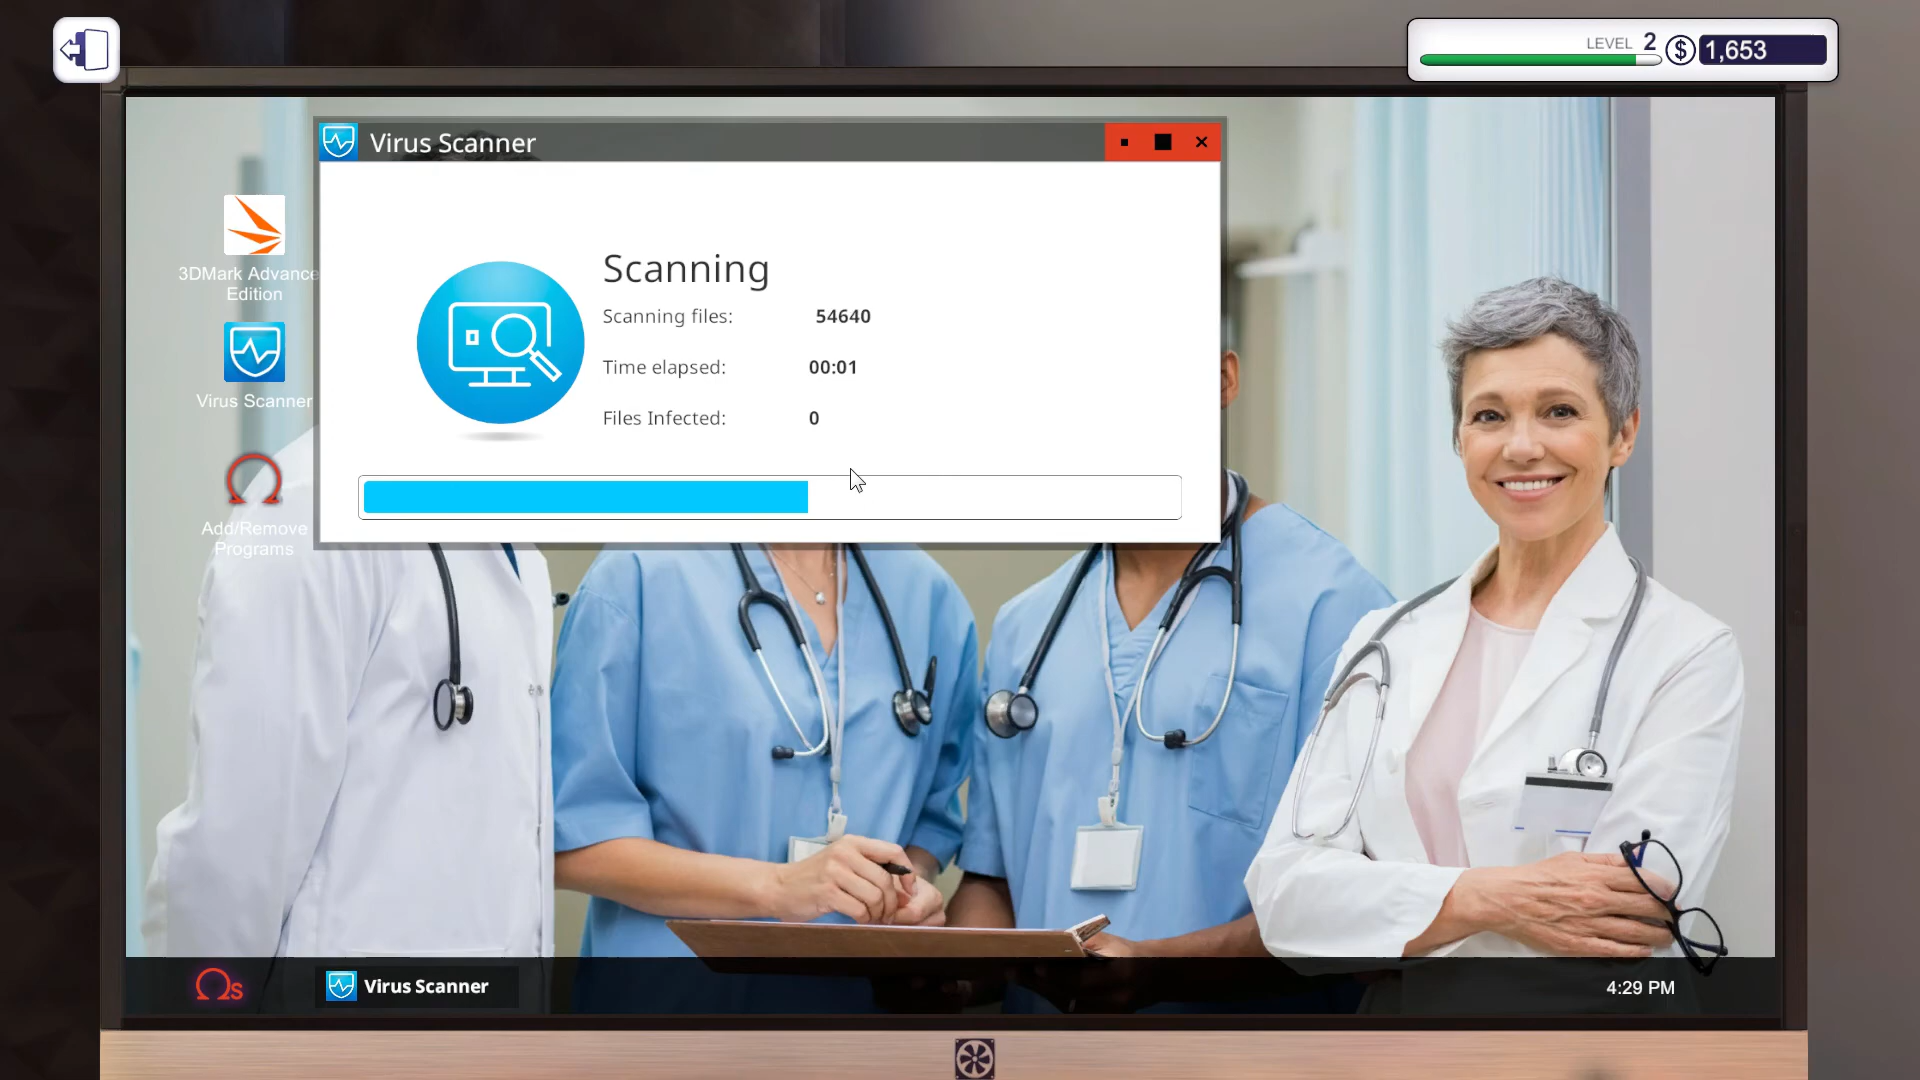 LEVEL 2 $ 1,653
Virus Scanner
3DMark Advance
Edition
Virus Scanner
Add/Remove
Programs
Scanning
Scanning files: 54640
Time elapsed: 00:01
Files Infected: 0
Ωs
Virus Scanner
4:29 PM